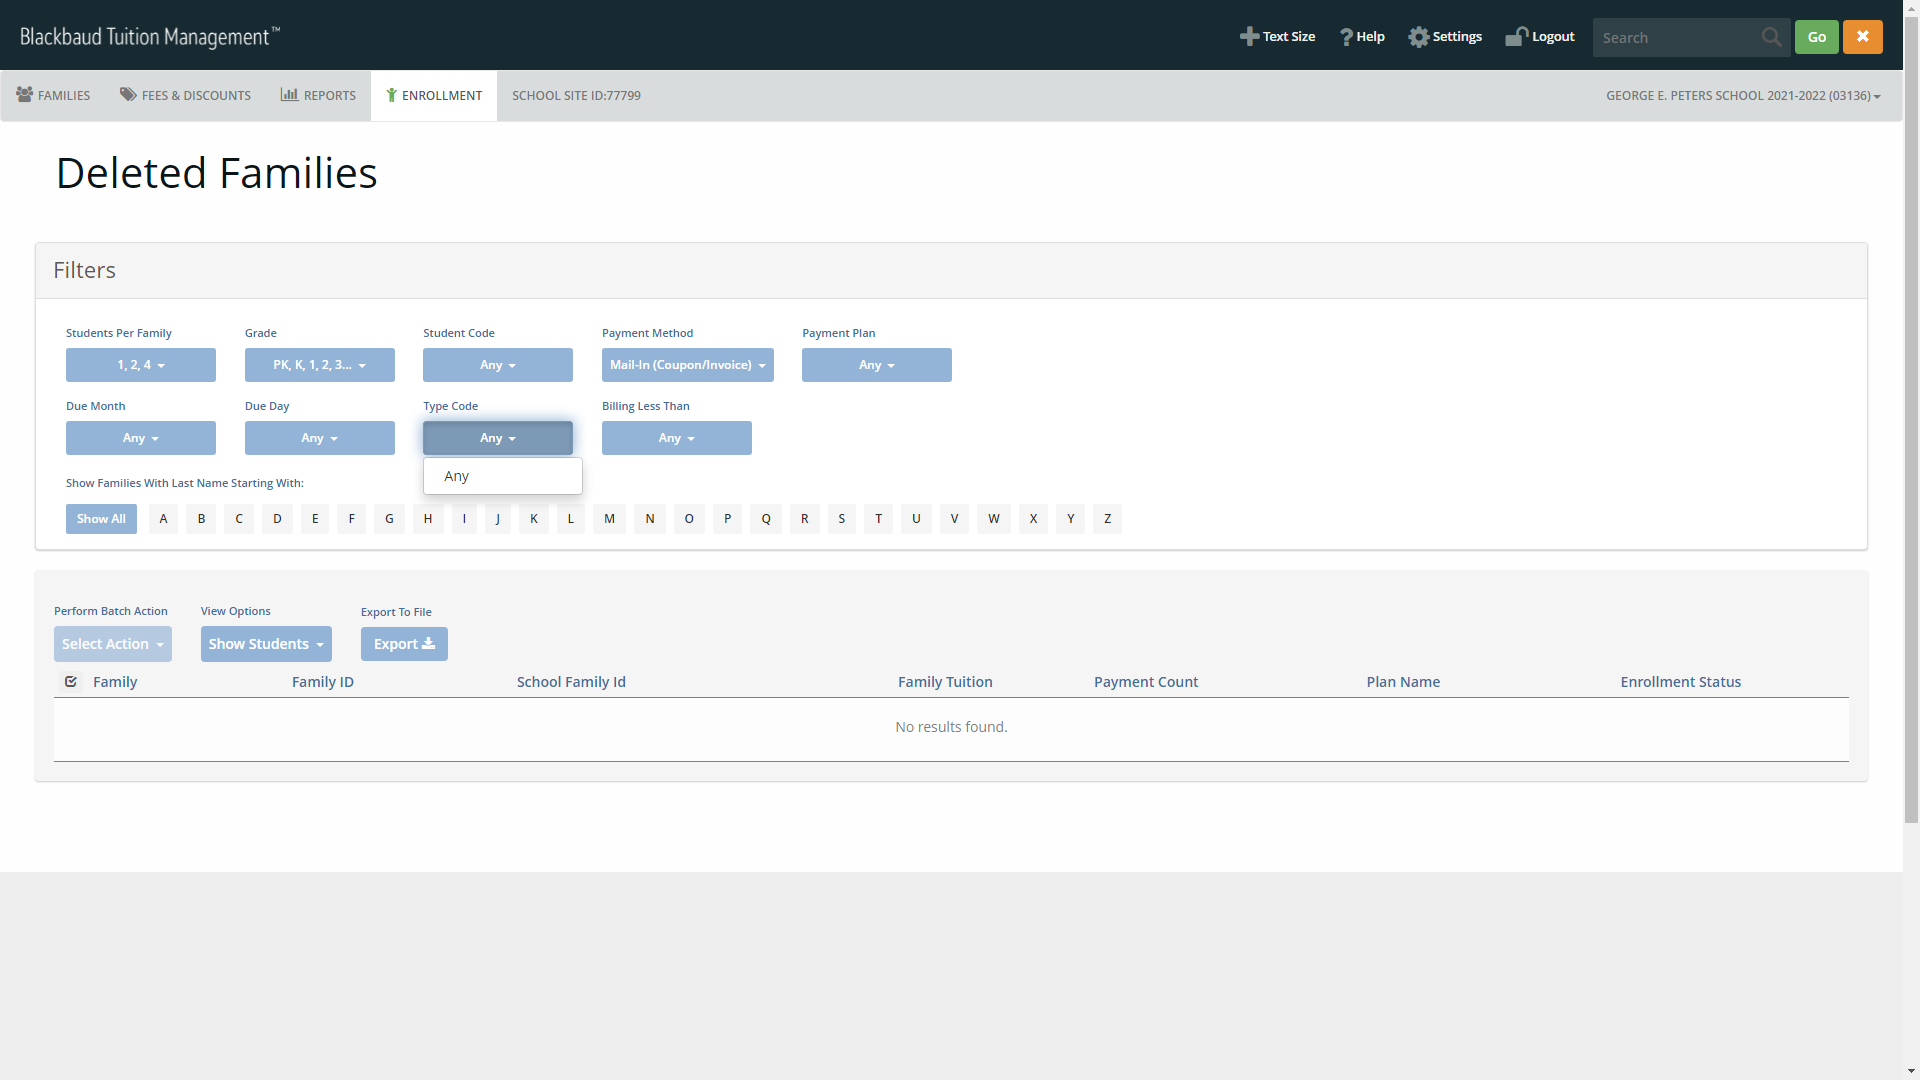 Blackbaud Tuition Management™
Text Size
Help
Settings
Logout
Search
Go
FAMILIES
FEES & DISCOUNTS
REPORTS
ENROLLMENT
SCHOOL SITE ID:77799
GEORGE E. PETERS SCHOOL 2021-2022 (03136)
Deleted Families
Filters
Students Per Family
Grade
Student Code
Payment Method
Payment Plan
1, 2, 4
PK, K, 1, 2, 3...
Any
Mail-In (Coupon/Invoice)
Any
Due Month
Due Day
Type Code
Billing Less Than
Any
Any
Any
Any
Any
Show Families With Last Name Starting With:
Show All A B C D E F G H I J K L M N O P Q R S T U V W X Y Z
Perform Batch Action
View Options
Export To File
Select Action
Show Students
Export
Family
Family ID
School Family Id
Family Tuition
Payment Count
Plan Name
Enrollment Status
No results found.